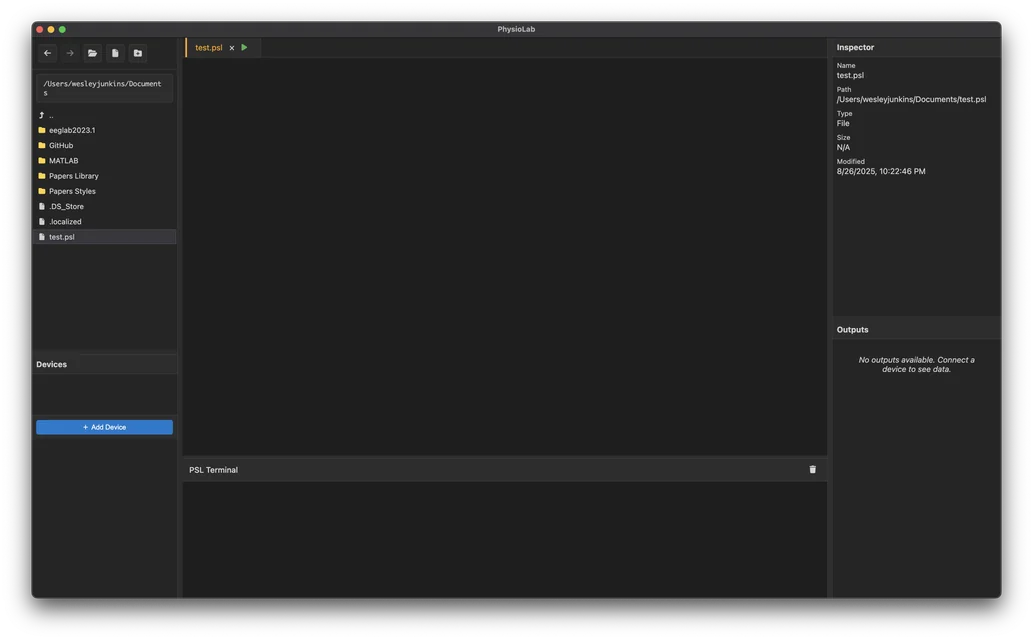 PhysioLab
/Users/wesleyjunkins/Document
s
..
eeglab2023.1
GitHub
MATLAB
Papers Library
Papers Styles
.DS_Store
.localized
test.psl
Devices
+ Add Device
test.psl
PSL Terminal
Inspector
Name
test.psl
Path
/Users/wesleyjunkins/Documents/test.psl
Type
File
Size
N/A
Modified
8/26/2025, 10:22:46 PM
Outputs
No outputs available. Connect a
device to see data.